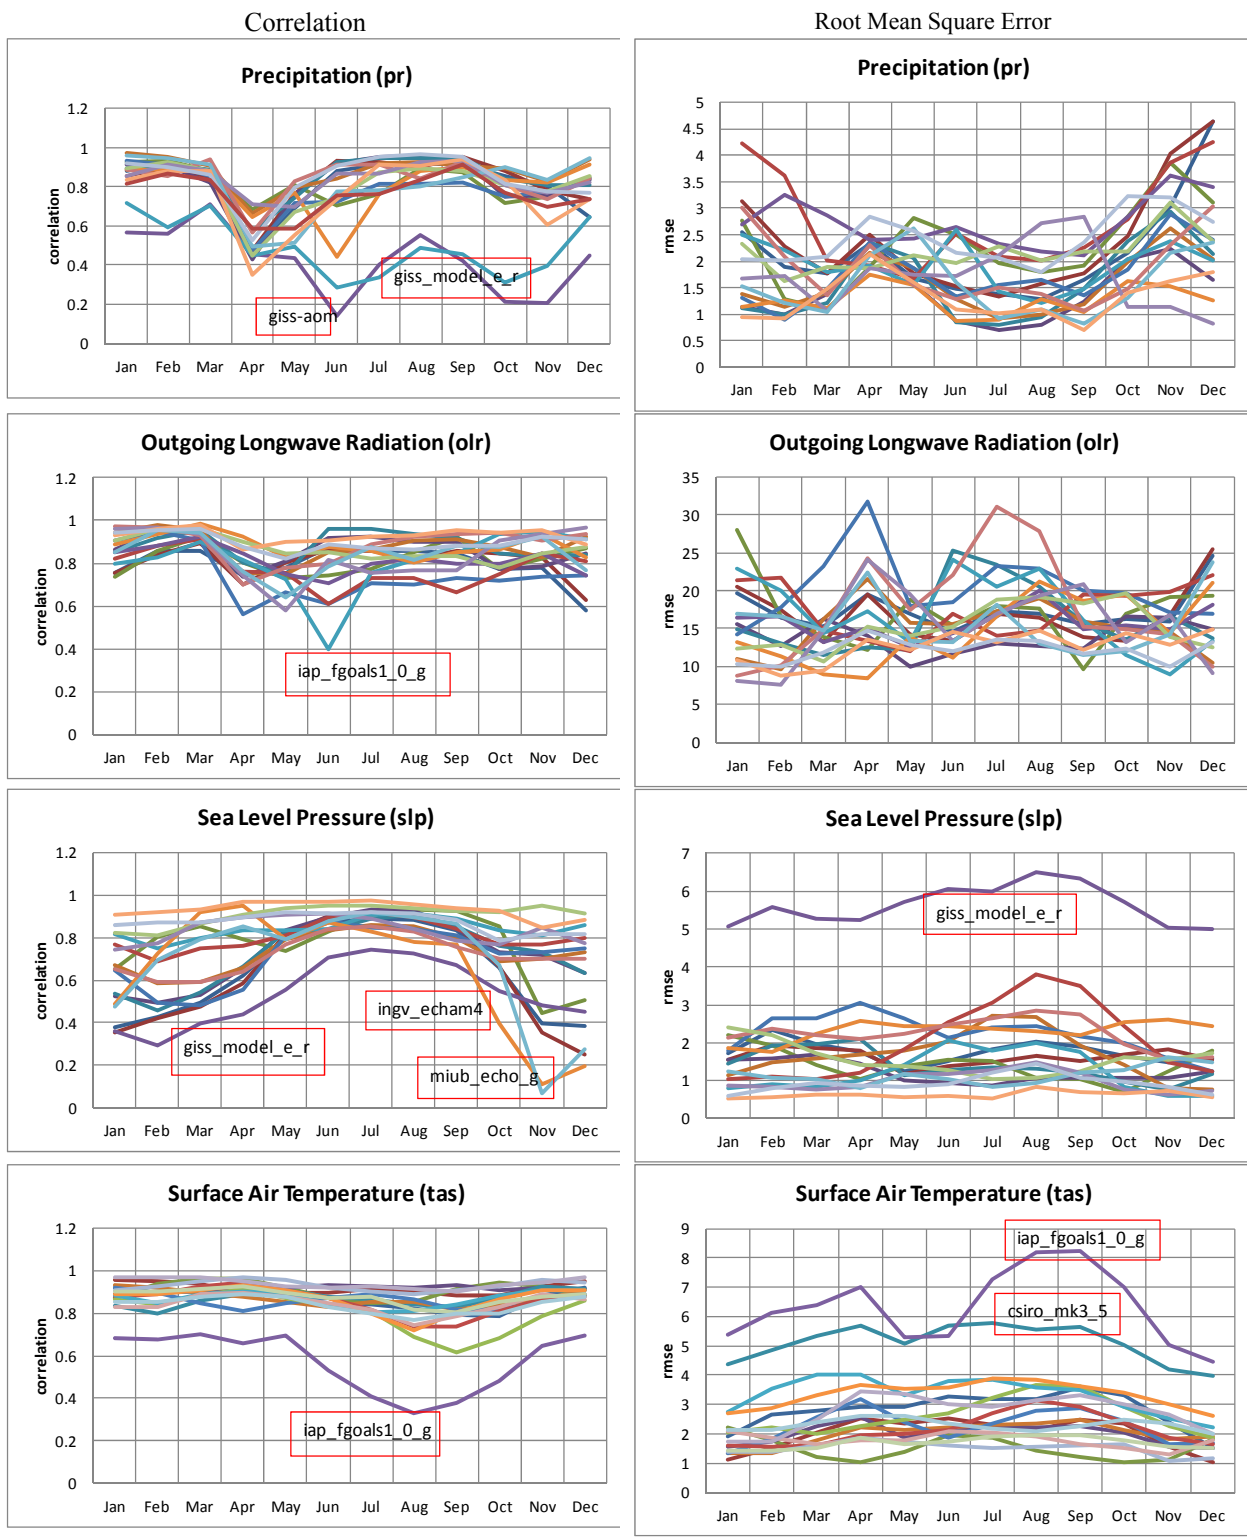 Correlation
Root Mean Square Error
Precipitation (pr)
1.2
1
0.8
0.6
0.4
0.2
0
correlation
giss_model_e_r
giss-aom
Jan Feb Mar Apr May Jun Jul Aug Sep Oct Nov Dec
Precipitation (pr)
5
4.5
4
3.5
3
2.5
2
1.5
1
0.5
0
rmse
Jan Feb Mar Apr May Jun Jul Aug Sep Oct Nov Dec
Outgoing Longwave Radiation (olr)
1.2
1
0.8
0.6
0.4
0.2
0
correlation
iap_fgoals1_0_g
Jan Feb Mar Apr May Jun Jul Aug Sep Oct Nov Dec
Outgoing Longwave Radiation (olr)
35
30
25
20
15
10
5
0
rmse
Jan Feb Mar Apr May Jun Jul Aug Sep Oct Nov Dec
Sea Level Pressure (slp)
1.2
1
0.8
0.6
0.4
0.2
0
correlation
ingv_echam4
giss_model_e_r
miub_echo_g
Jan Feb Mar Apr May Jun Jul Aug Sep Oct Nov Dec
Sea Level Pressure (slp)
7
6
5
4
3
2
1
0
rmse
giss_model_e_r
Jan Feb Mar Apr May Jun Jul Aug Sep Oct Nov Dec
Surface Air Temperature (tas)
1.2
1
0.8
0.6
0.4
0.2
0
correlation
iap_fgoals1_0_g
Jan Feb Mar Apr May Jun Jul Aug Sep Oct Nov Dec
Surface Air Temperature (tas)
9
8
7
6
5
4
3
2
1
0
rmse
iap_fgoals1_0_g
csiro_mk3_5
Jan Feb Mar Apr May Jun Jul Aug Sep Oct Nov Dec